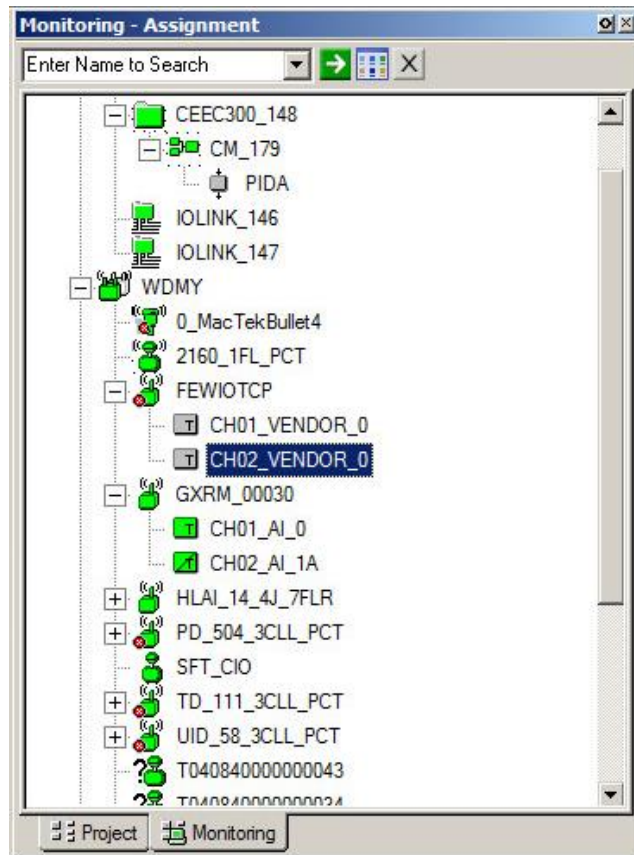 Monitoring - Assignment
Enter Name to Search
CEEC300_148
CM_179
PIDA
IOLINK_146
IOLINK_147
WDMY
0_MacTekBullet4
2160_1FL_PCT
FEWIOTCP
CH01_VENDOR_0
CH02_VENDOR_0
GXRM_00030
CH01_AI_0
CH02_AI_1A
HLAI_14_4J_7FLR
PD_504_3CLL_PCT
SFT_CIO
TD_111_3CLL_PCT
UID_58_3CLL_PCT
T040840000000043
T040840000000034
Project Monitoring